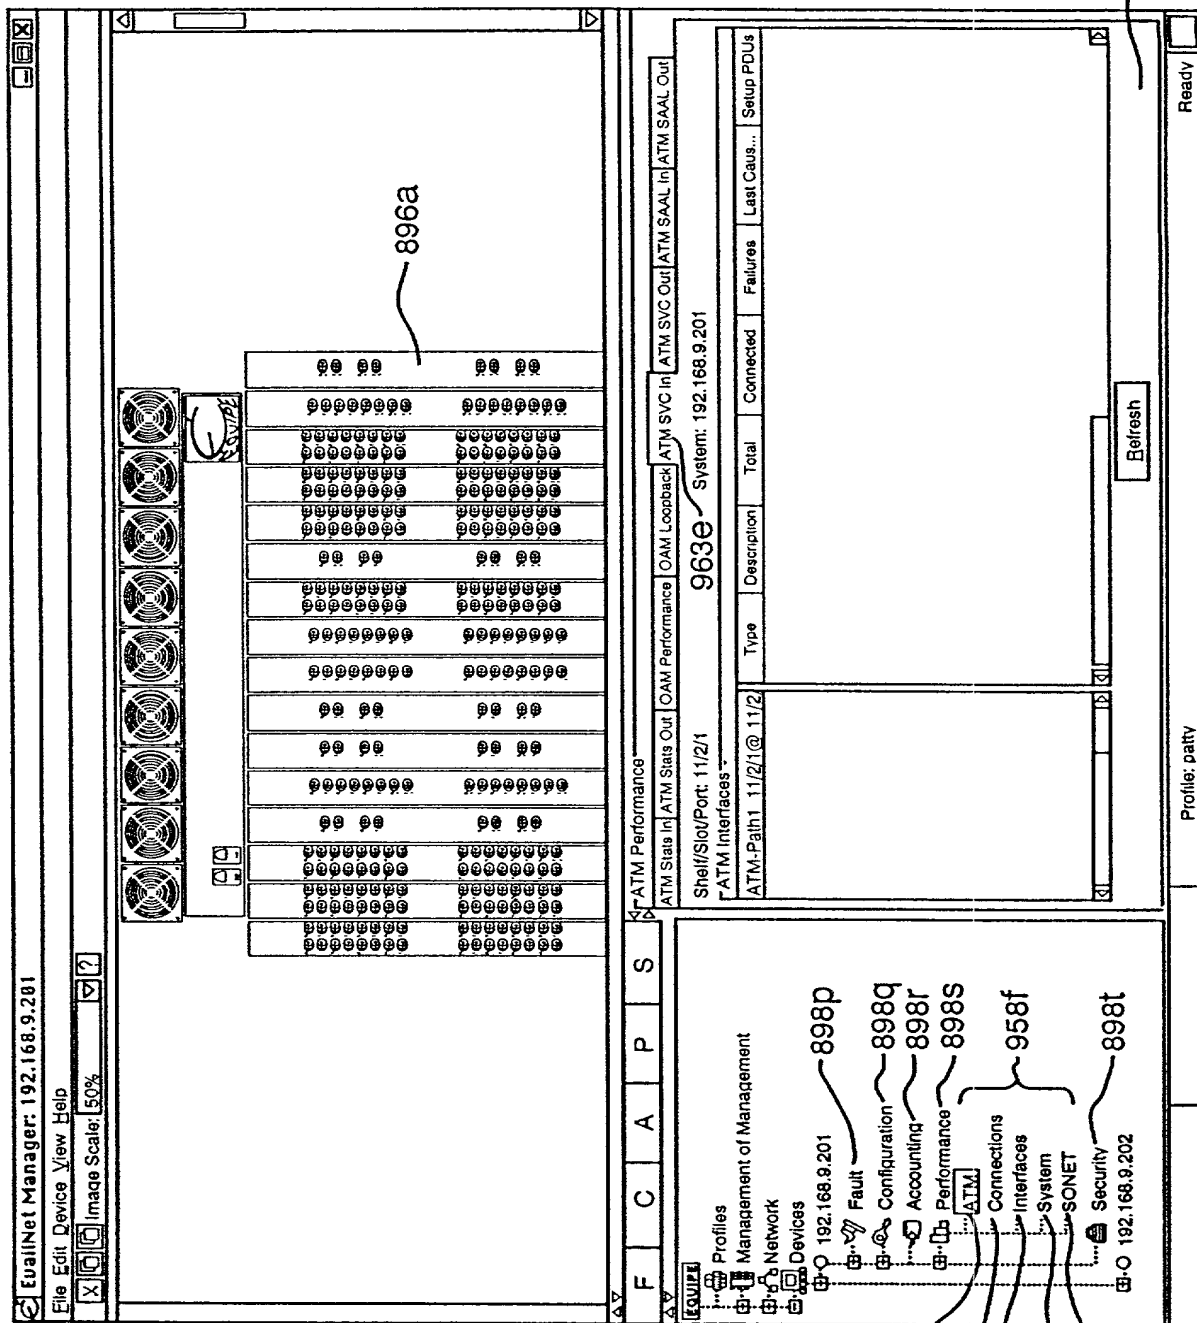 EualiNet Manager: 192.168.9.201
File Edit Device View Help
X Image Scale: 50% ?
896a
F C A P S
EQUIPE
Profiles
Management of Management
Network
Devices
192.168.9.201
898p
Fault
Configuration
898q
Accounting
898r
Performance
898s
ATM
Connections
Interfaces
958f
System
SONET
Security
898t
192.168.9.202
ATM Performance
ATM Stats In ATM Stats Out OAM Performance OAM Loopback ATM SVC In ATM SVC Out ATM SAAL In ATM SAAL Out
963e
Shelf/Slot/Port: 11/2/1 System: 192.168.9.201
ATM Interfaces
ATM-Path1 11/2/1@ 11/2/ Type Description Total Connected Failures Last Caus... Setup PDUs
Refresh
Profile: patty Ready